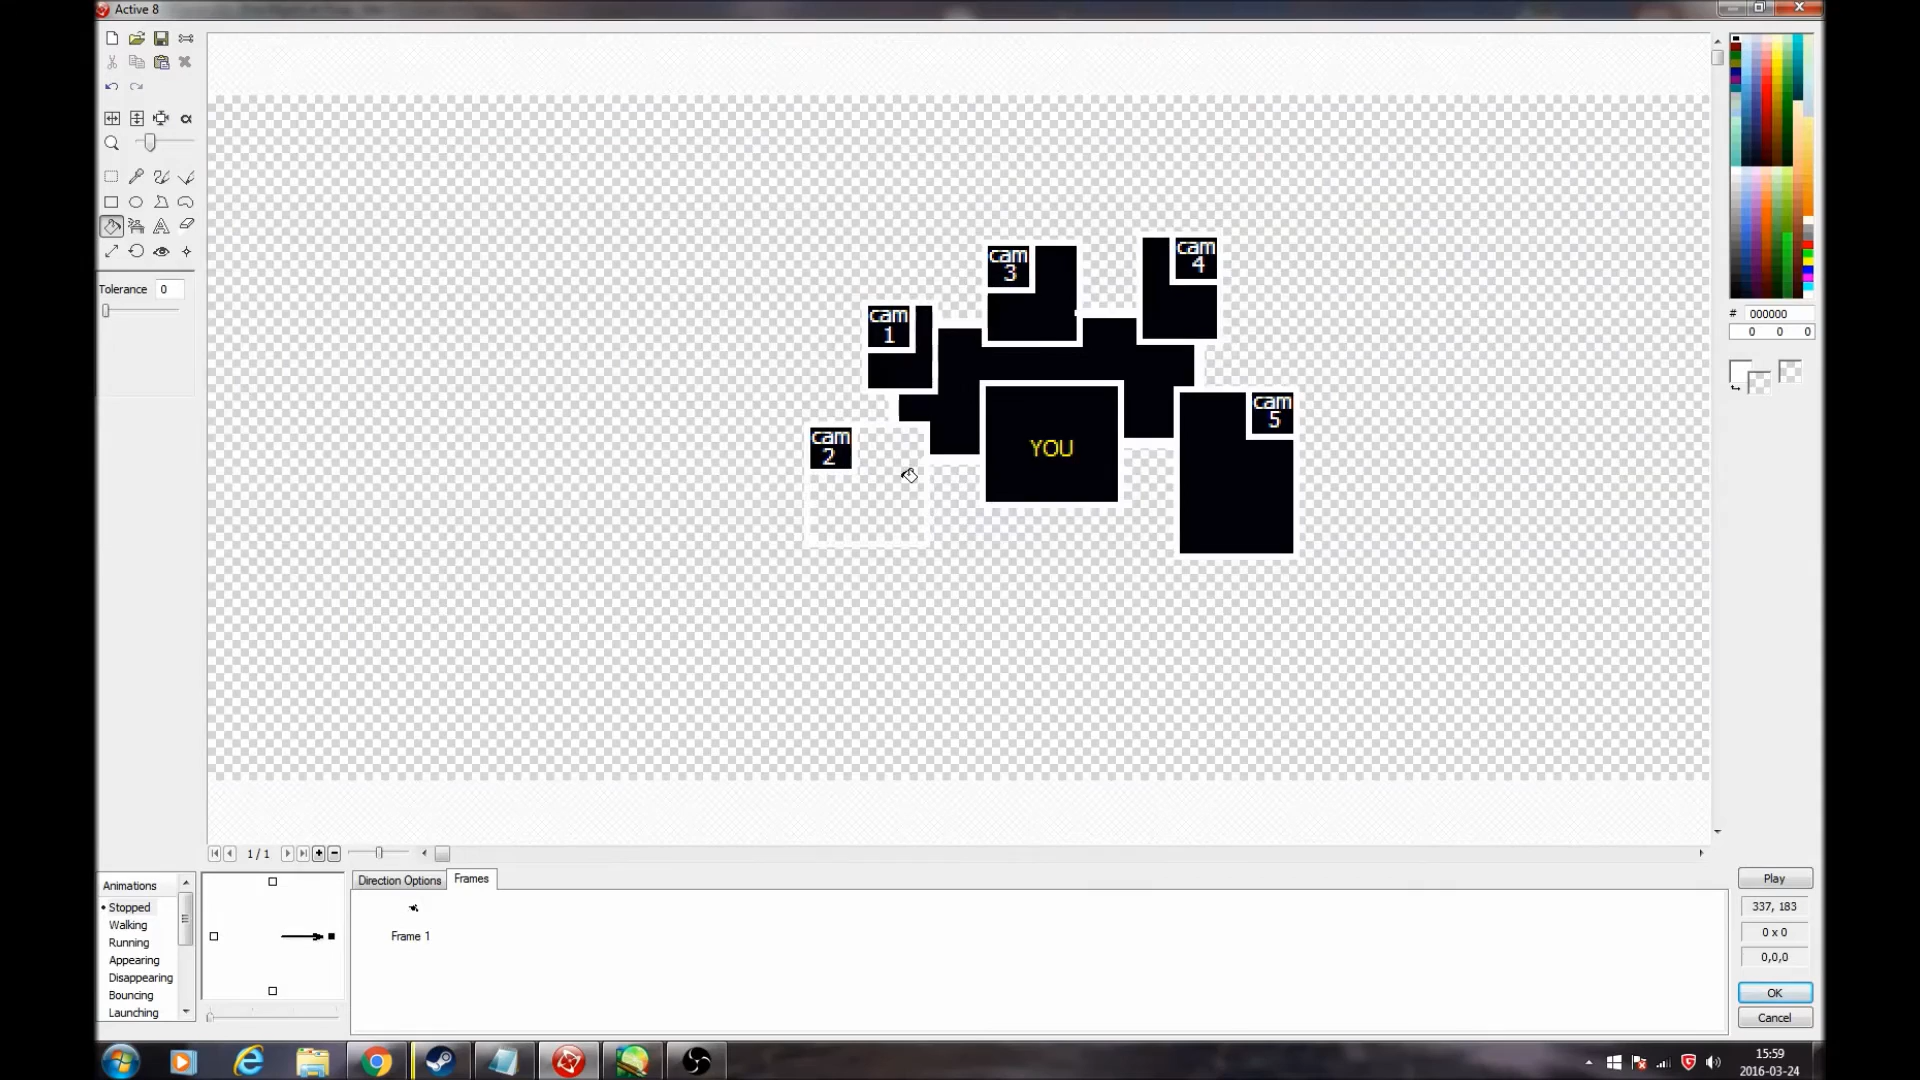 Active 8
α
Tolerance 0
cam
3
cam
4
cam
1
cam
5
cam
2
YOU
# 000000
0 0 0
1 / 1
Animations
Stopped
Walking
Running
Appearing
Disappearing
Bouncing
Launching
Direction Options
Frames
Frame 1
Play
337, 183
0 x 0
0,0,0
OK
Cancel
15:59
2016-03-24